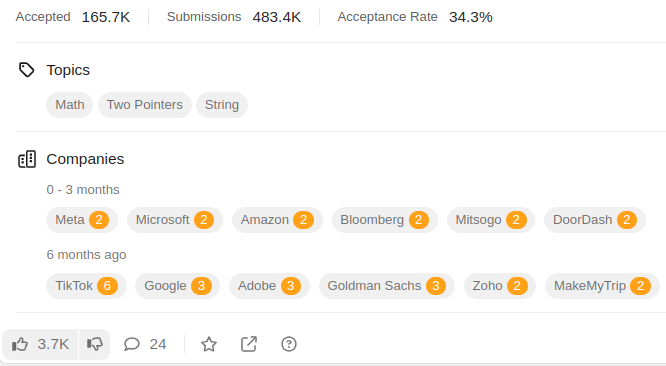 Accepted 165.7K Submissions 483.4K Acceptance Rate 34.3%
Topics
Math Two Pointers String
Companies
0 - 3 months
Meta 2 Microsoft 2 Amazon 2 Bloomberg 2 Mitsogo 2 DoorDash 2
6 months ago
TikTok 6 Google 3 Adobe 3 Goldman Sachs 3 Zoho 2 MakeMyTrip 2
3.7K 24